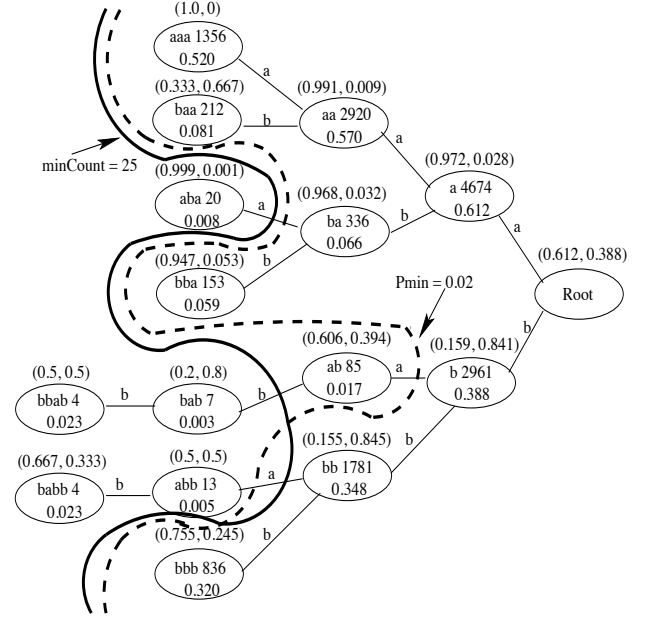 (1.0, 0)
aaa 1356
0.520
a
(0.333, 0.667)
baa 212
0.081
b
(0.991, 0.009)
aa 2920
0.570
a
minCount = 25
(0.999, 0.001)
aba 20
0.008
a
(0.968, 0.032)
ba 336
0.066
b
(0.972, 0.028)
a 4674
0.612
a
(0.947, 0.053)
bba 153
0.059
b
(0.612, 0.388)
Root
Pmin = 0.02
b
(0.606, 0.394)
ab 85
0.017
a
(0.159, 0.841)
b 2961
0.388
(0.5, 0.5)
bbab 4
0.023
b
(0.2, 0.8)
bab 7
0.003
b
(0.667, 0.333)
babb 4
0.023
b
(0.5, 0.5)
abb 13
0.005
a
(0.155, 0.845)
bb 1781
0.348
b
(0.755, 0.245)
bbb 836
0.320
b